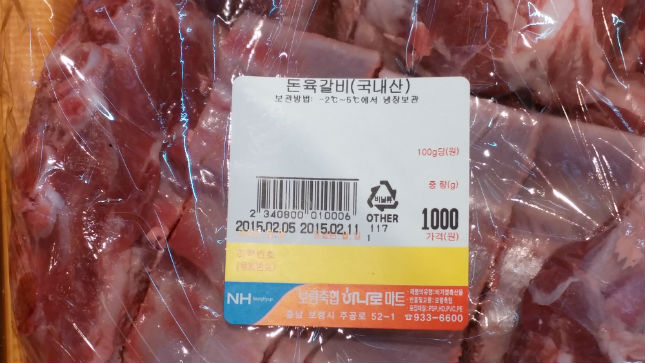 돈육갈비(국내산)
보관방법: -2℃~5℃에서 냉장보관
100g당(원)
중 량(g)
비닐류
OTHER
1000
2 340800 010006
2015.02.05 2015.02.11
117
1
가격(원)
NH
보령축협 하나로마트
충남 보령시 주공로 52-1
☎933-6600